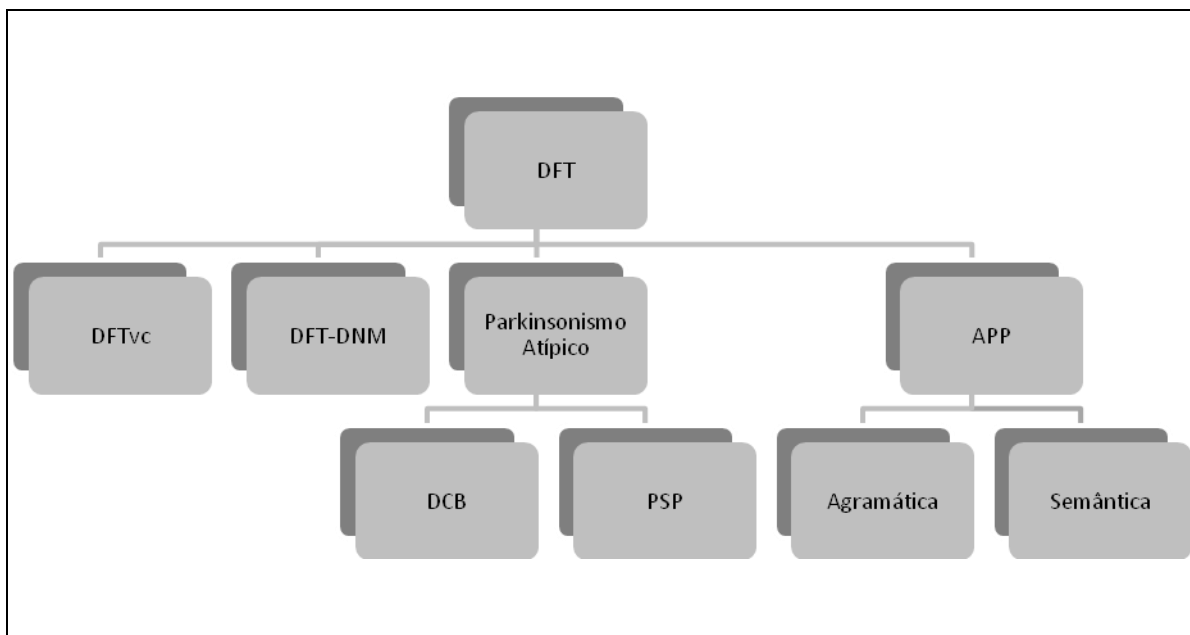 DFT
DFTvc
DFT-DNM
Parkinsonismo
Atípico
APP
DCB
PSP
Agramática
Semântica